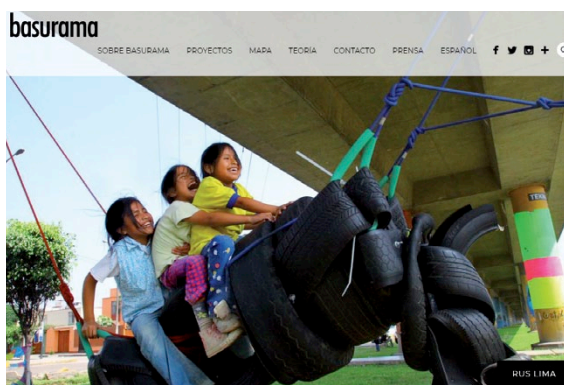 basurama
SOBRE BASURAMA PROYECTOS MAPA TEORÍA CONTACTO PRENSA ESPAÑOL
RUS LIMA